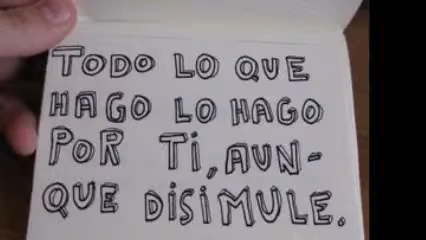 TODO LO QUE
HAGO LO HAGO
POR TI, AUN-
QUE DISIMULE.